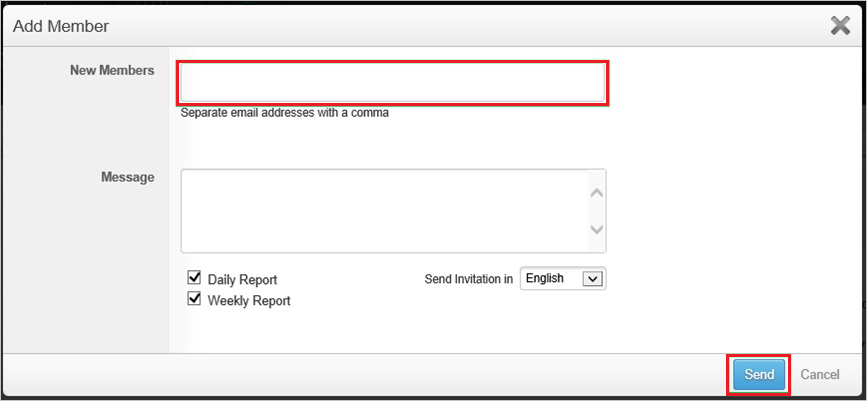 Add Member
New Members
Separate email addresses with a comma
Message
Daily Report
Send Invitation in English
Weekly Report
Send Cancel